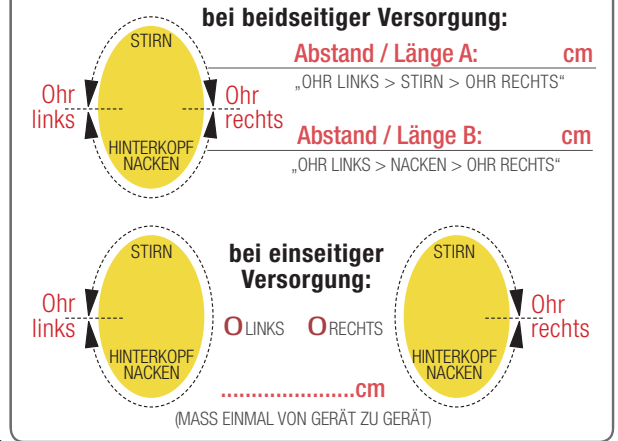 bei beidseitiger Versorgung:
STIRN
Abstand / Länge A: cm
„OHR LINKS > STIRN > OHR RECHTS“
Ohr
links
Ohr
rechts
HINTERKOPF
NACKEN
Abstand / Länge B: cm
„OHR LINKS > NACKEN > OHR RECHTS“
STIRN
Ohr
links
HINTERKOPF
NACKEN
bei einseitiger
Versorgung:
O LINKS O RECHTS
......................cm
(MASS EINMAL VON GERÄT ZU GERÄT)
STIRN
Ohr
rechts
HINTERKOPF
NACKEN